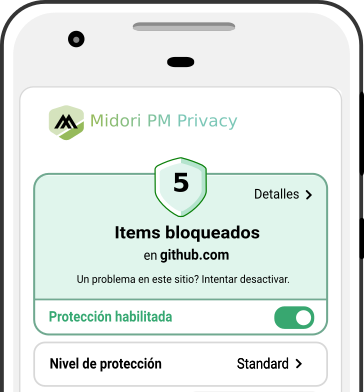 Midori PM Privacy
5
Detalles
Items bloqueados
en github.com
Un problema en este sitio? Intentar desactivar.
Protección habilitada
Nivel de protección Standard